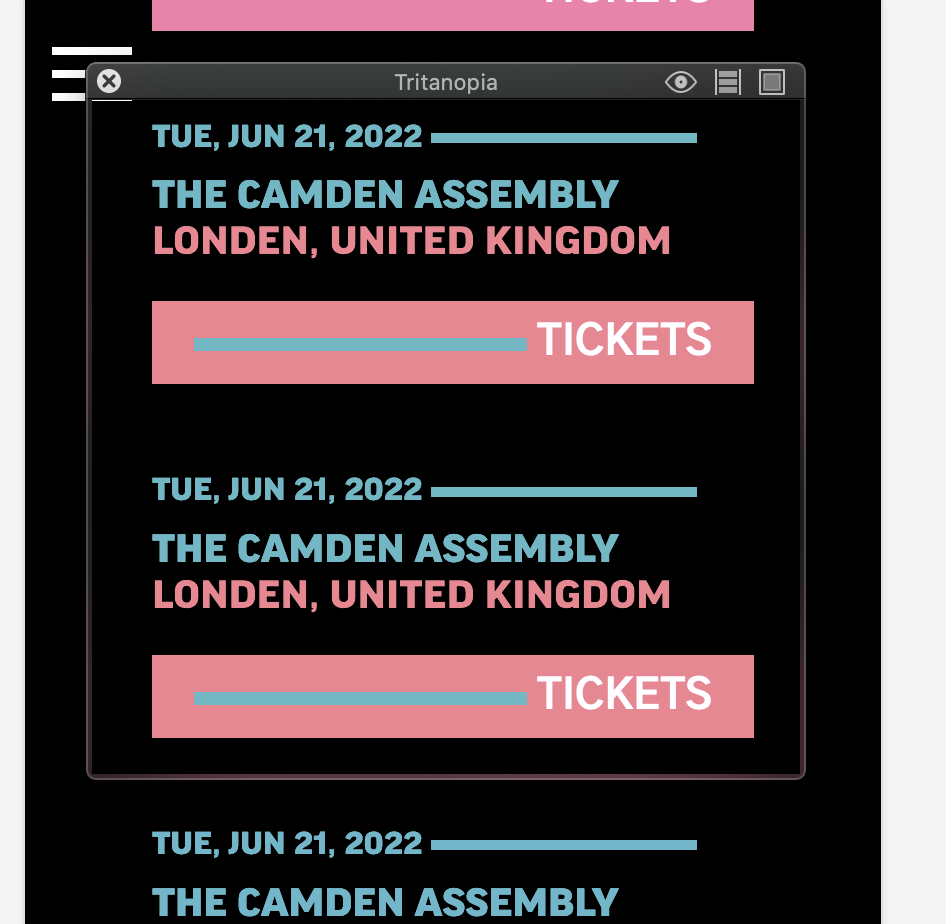 TICKETS
Tritanopia
TUE, JUN 21, 2022
THE CAMDEN ASSEMBLY
LONDEN, UNITED KINGDOM
TICKETS
TUE, JUN 21, 2022
THE CAMDEN ASSEMBLY
LONDEN, UNITED KINGDOM
TICKETS
TUE, JUN 21, 2022
THE CAMDEN ASSEMBLY